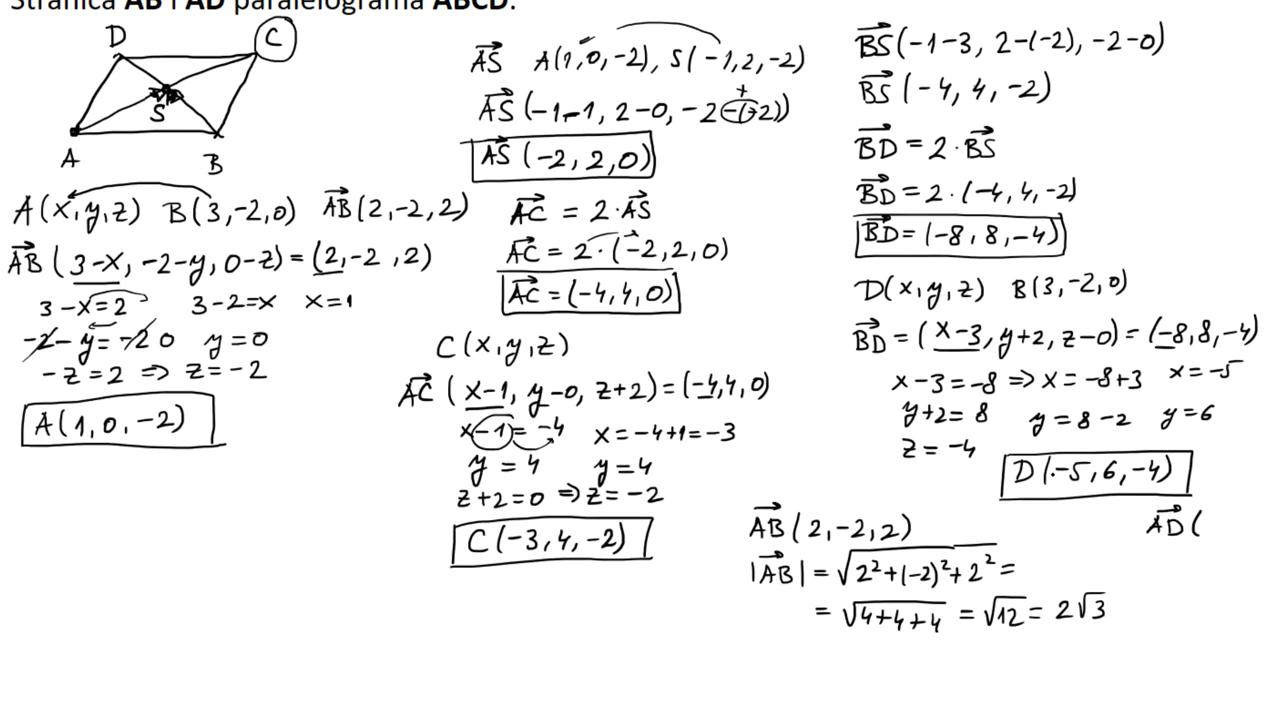 Stranica AB i AD paralelograma ABCD.
D C
S
A B
A(x,y,z) B(3,-2,0) AB(2,-2,2)
AB(3-x, -2-y, 0-z)=(2,-2,2)
3-x=2 3-2=x x=1
-2-y=-2 0 y=0
-z=2 => z=-2
A(1,0,-2)
AS A(1,0,-2), S(-1,2,-2)
AS(-1-1, 2-0, -2-(-2))
+
AS(-2,2,0)
AC = 2·AS
AC = 2·(-2,2,0)
AC=(-4,4,0)
C(x,y,z)
AC(x-1, y-0, z+2)=(-4,4,0)
x-1=-4 x=-4+1=-3
y=4 y=4
z+2=0 => z=-2
C(-3,4,-2)
BS(-1-3, 2-(-2), -2-0)
BS(-4,4,-2)
BD=2·BS
BD=2·(-4,4,-2)
BD=(-8,8,-4)
D(x,y,z) B(3,-2,0)
BD=(x-3, y+2, z-0)=(-8,8,-4)
x-3=-8 => x=-8+3 x=-5
y+2=8 y=8-2 y=6
z=-4
D(-5,6,-4)
AB(2,-2,2) AD(
|AB|=√2²+(-2)²+2² =
=√4+4+4 =√12= 2√3